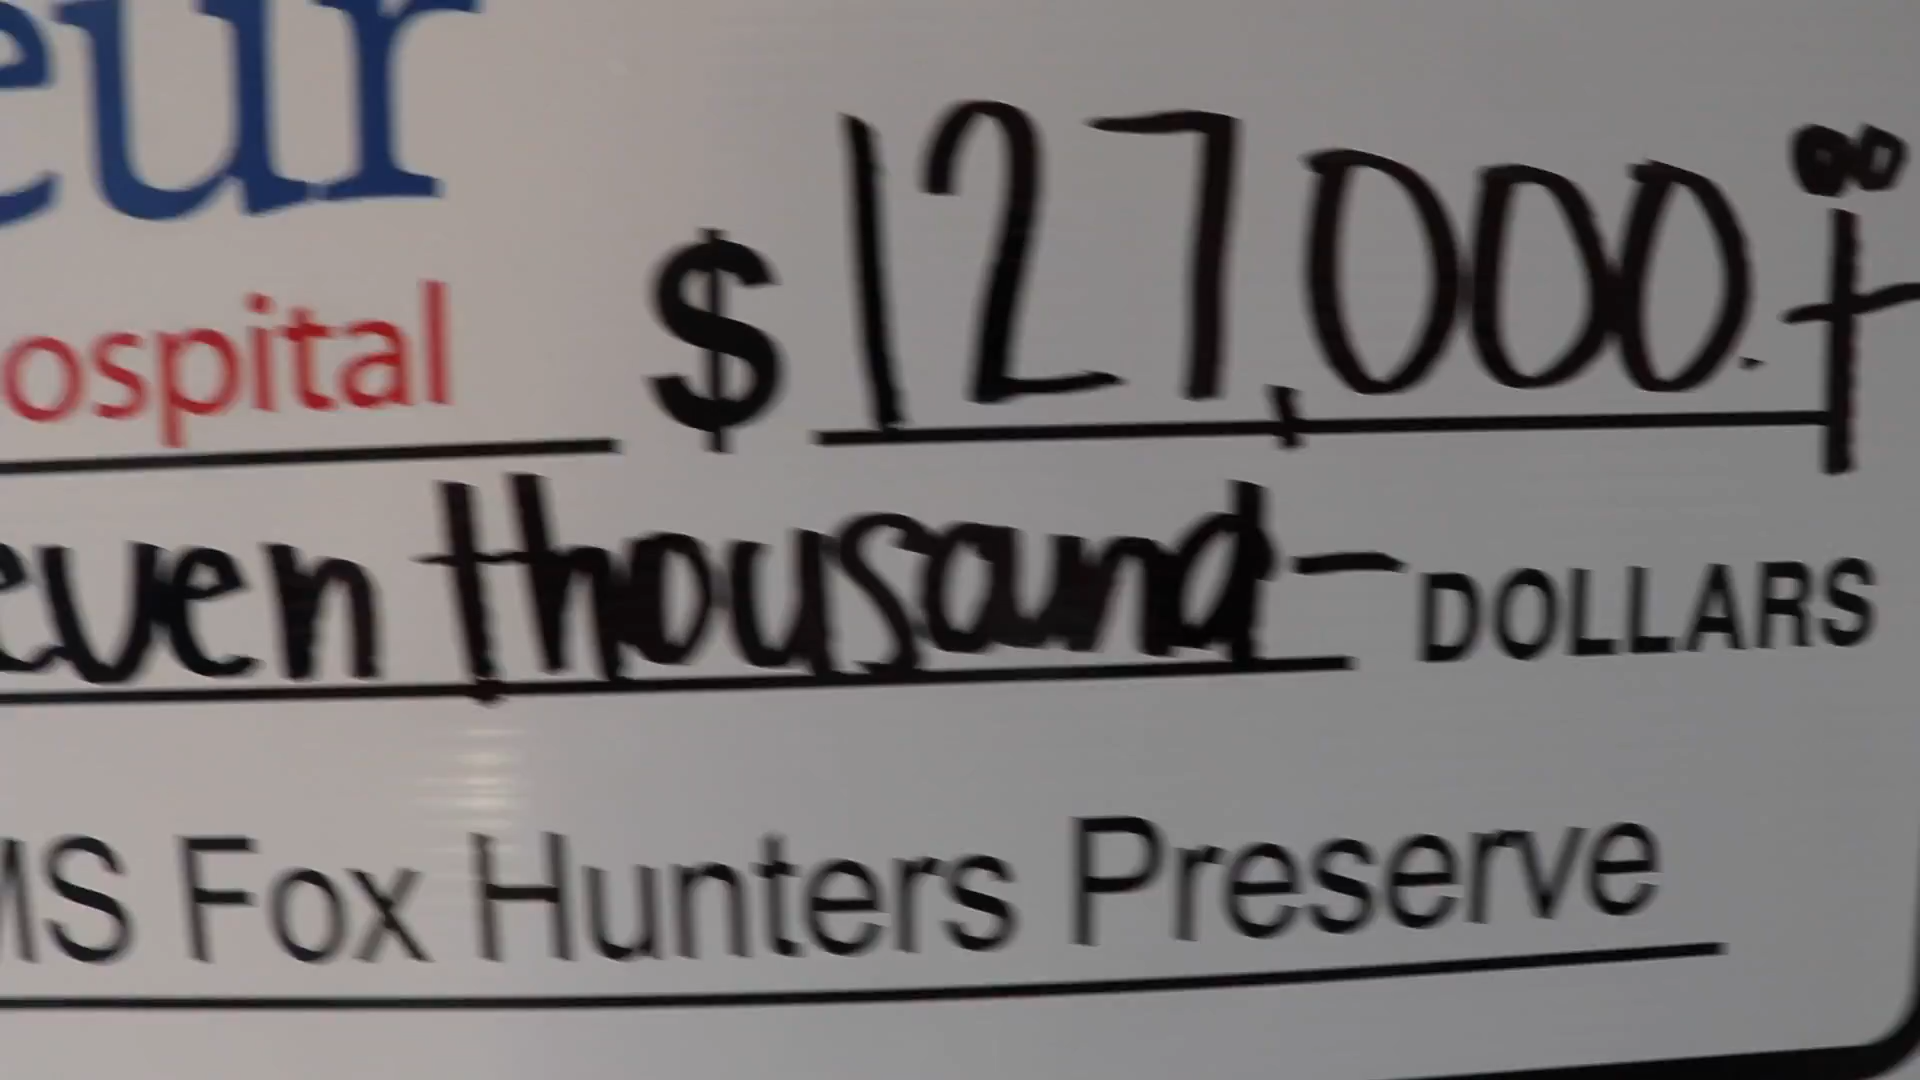 eur
ospital
$ 127,000.00
even thousand — DOLLARS
MS Fox Hunters Preserve